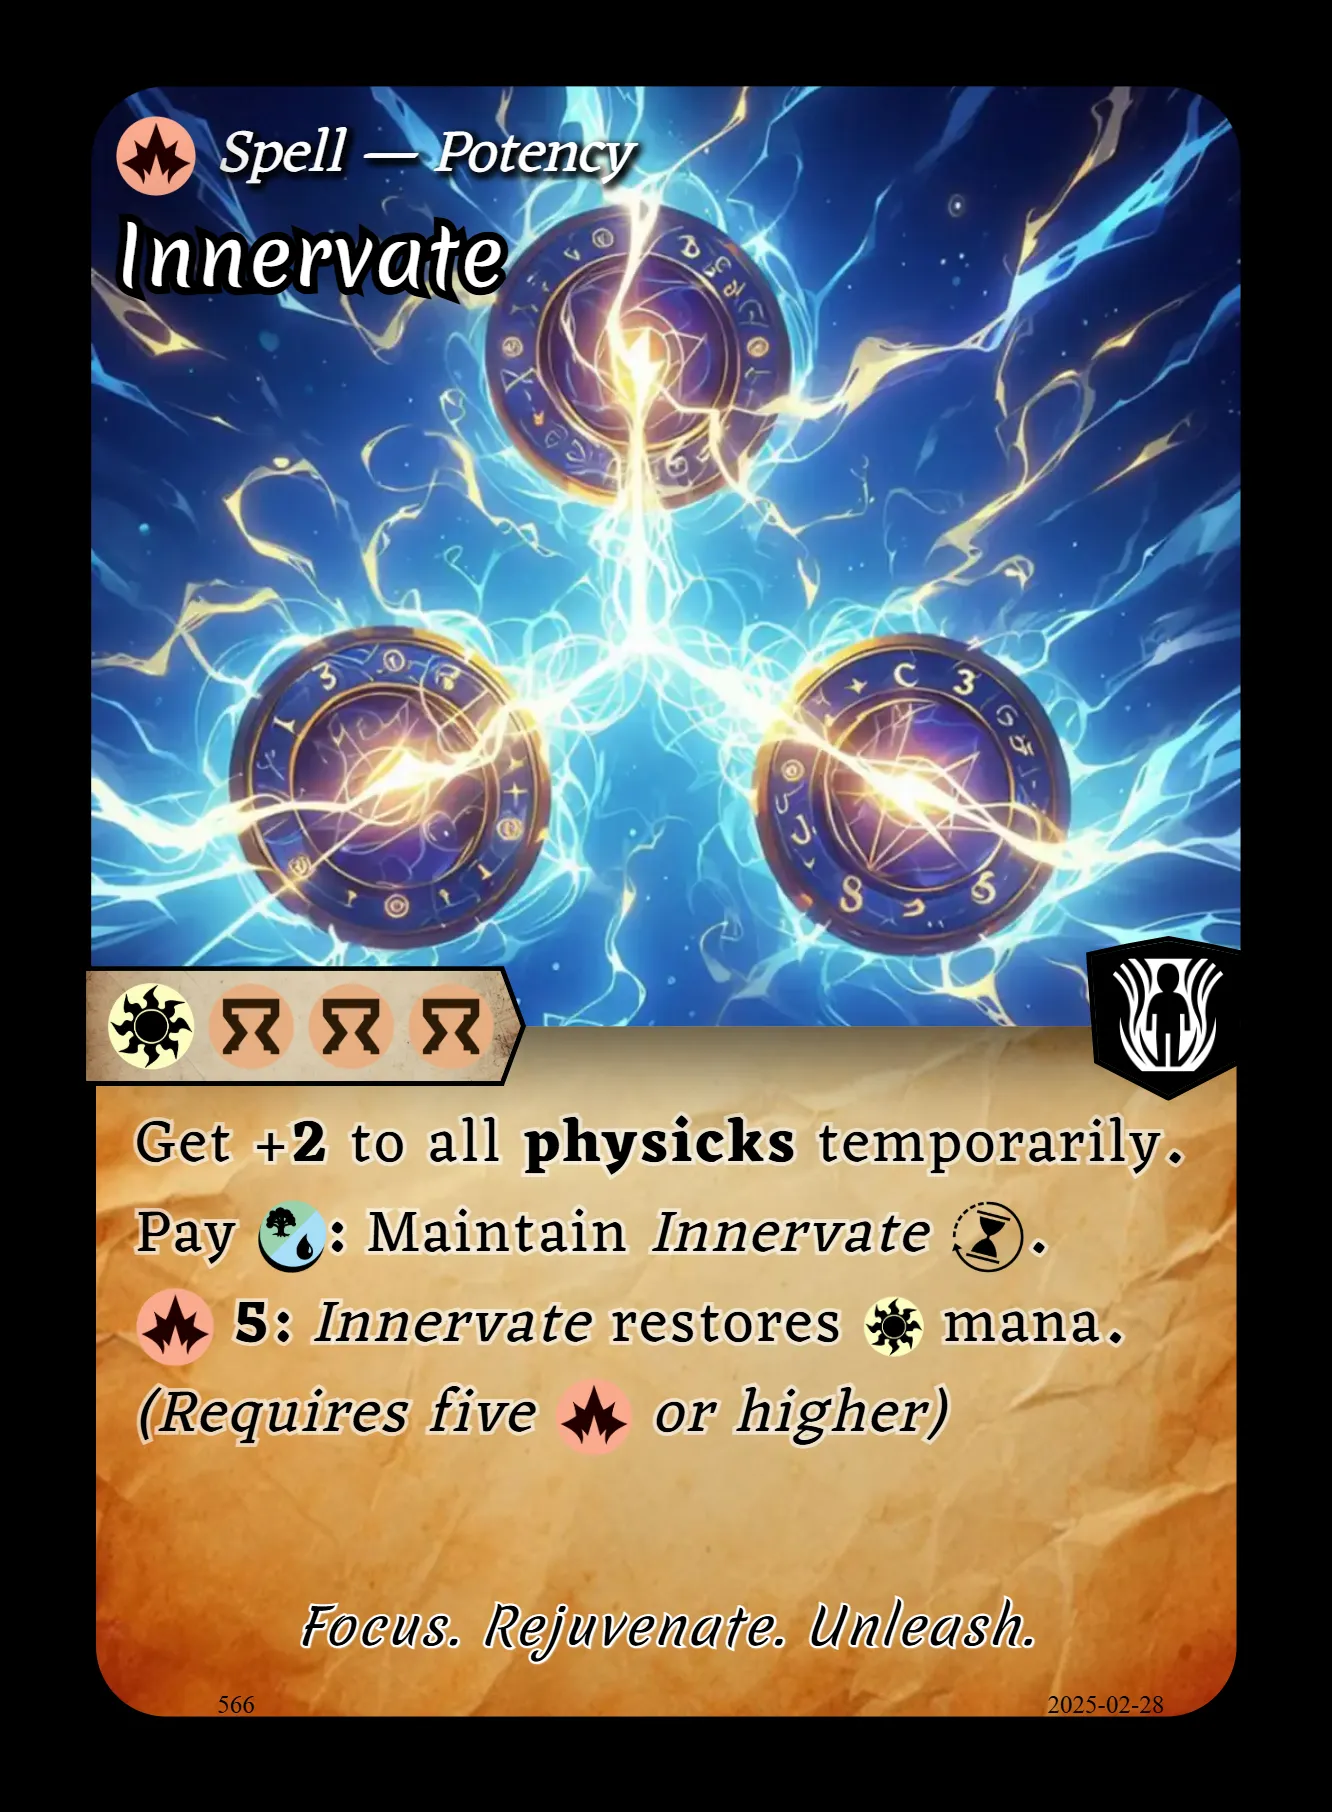 Spell — Potency
Innervate
Get +2 to all physicks temporarily.
Pay : Maintain Innervate .
5: Innervate restores mana.
(Requires five or higher)
Focus. Rejuvenate. Unleash.
566
2025-02-28